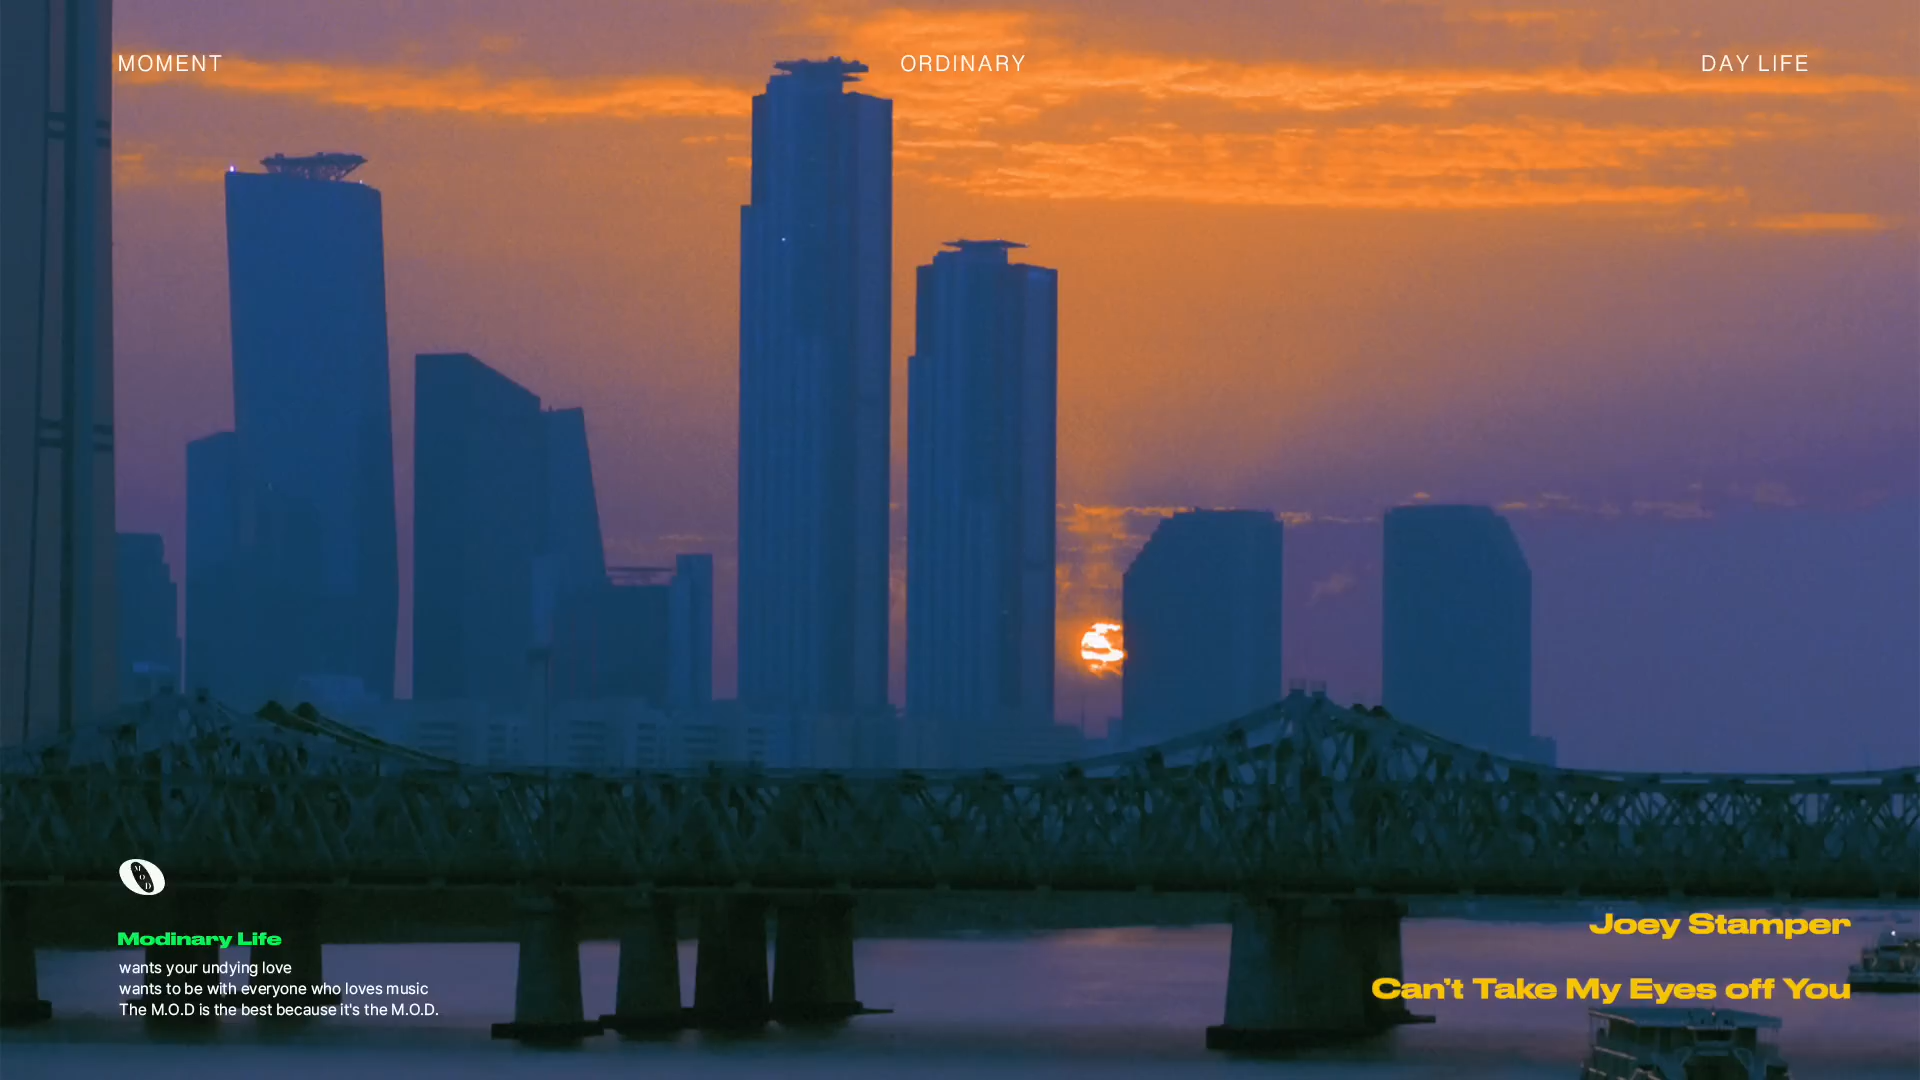 MOMENT
ORDINARY
DAY LIFE
M
O
D
Modinary Life
wants your undying love
wants to be with everyone who loves music
The M.O.D is the best because it's the M.O.D.
Joey Stamper
Can't Take My Eyes off You